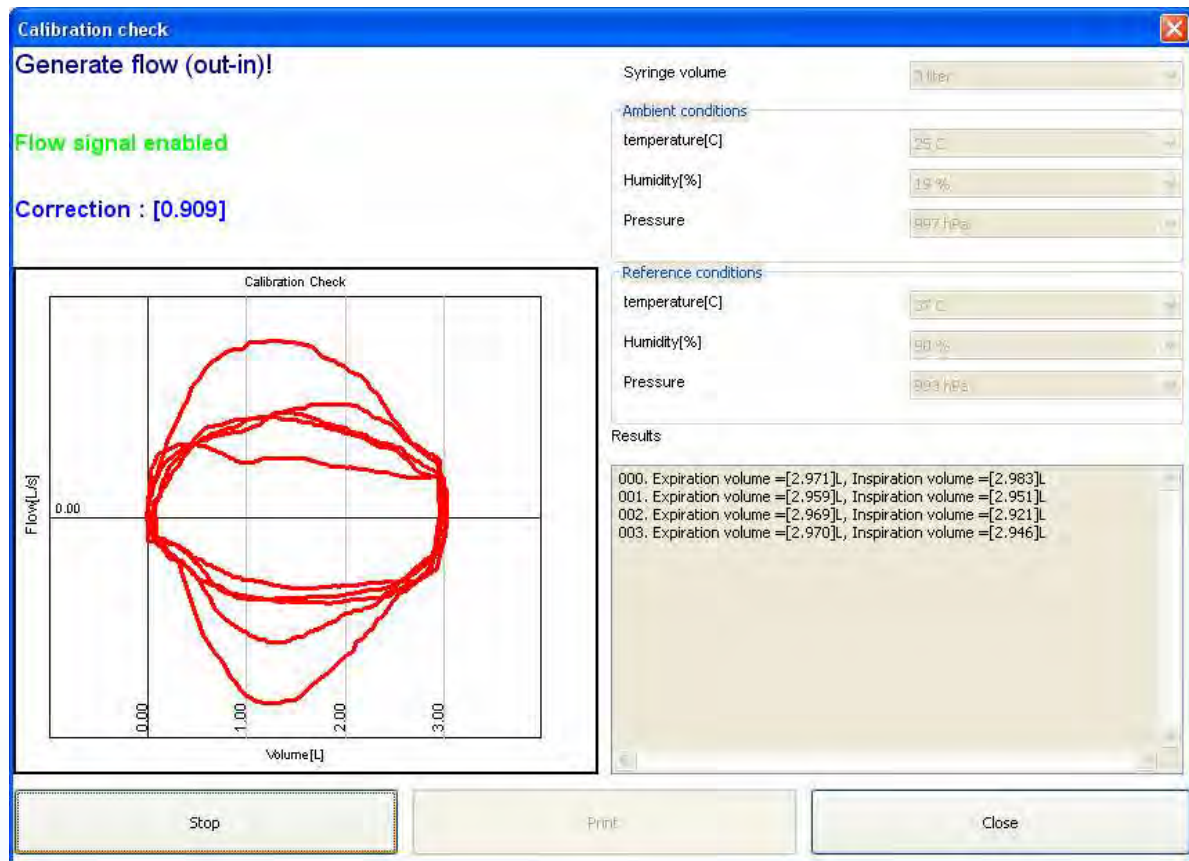 Calibration check
Generate flow (out-in)!
Flow signal enabled
Correction : [0.909]
Calibration Check
Flow[L/s]
0.00
0.00
1.00
2.00
3.00
Volume[L]
Syringe volume
3 liter
Ambient conditions
temperature[C]
25 C
Humidity[%]
19 %
Pressure
997 hPa
Reference conditions
temperature[C]
37 C
Humidity[%]
90 %
Pressure
993 hPa
Results
000. Expiration volume =[2.971]L, Inspiration volume =[2.983]L
001. Expiration volume =[2.959]L, Inspiration volume =[2.951]L
002. Expiration volume =[2.969]L, Inspiration volume =[2.921]L
003. Expiration volume =[2.970]L, Inspiration volume =[2.946]L
Stop
Print
Close